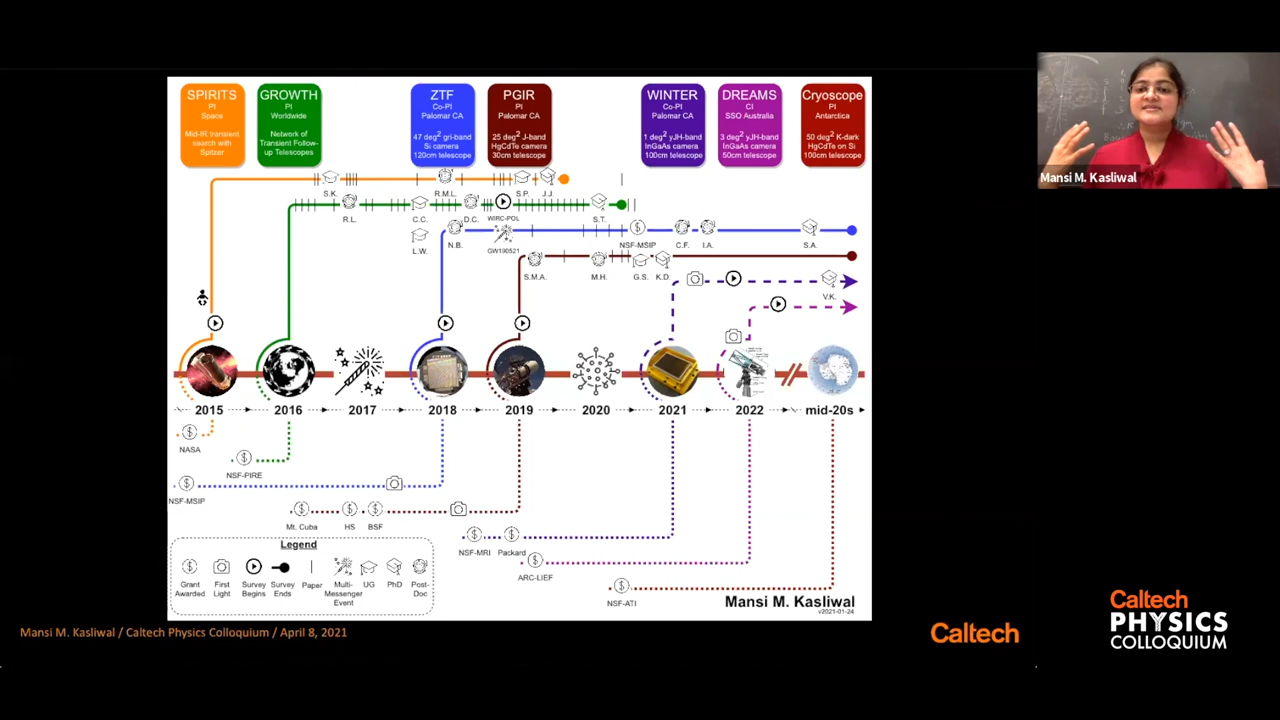 SPIRITS
PI
Space
Mid-IR transient
search with
Spitzer
GROWTH
PI
Worldwide
Network of
Transient Follow-
up Telescopes
ZTF
Co-PI
Palomar CA
47 deg2 gri-band
Si camera
120cm telescope
PGIR
PI
Palomar CA
25 deg2 J-band
HgCdTe camera
30cm telescope
WINTER
Co-PI
Palomar CA
1 deg2 yJH-band
InGaAs camera
100cm telescope
DREAMS
CI
SSO Australia
3 deg2 yJH-band
InGaAs camera
50cm telescope
Cryoscope
PI
Antarctica
50 deg2 K-dark
HgCdTe on Si
100cm telescope
Mansi M. Kasliwal
S.K. R.M.L. S.P. J.J.
R.L. C.C. D.C. WIRC-POL S.T.
L.W. N.B. GW190521 NSF-MSIP C.F. I.A. S.A.
S.M.A. M.H. G.S. K.D.
V.K.
2015 2016 2017 2018 2019 2020 2021 2022 mid-20s
NASA
NSF-PIRE
NSF-MSIP
Mt. Cuba HS BSF
NSF-MRI Packard
ARC-LIEF
NSF-ATI
Legend
Grant
Awarded
First
Light
Survey
Begins
Survey
Ends
Paper
Multi-
Messenger
Event
UG
PhD
Post-
Doc
Mansi M. Kasliwal
v2021-01-24
Mansi M. Kasliwal / Caltech Physics Colloquium / April 8, 2021
Caltech
Caltech
PHYSICS
COLLOQUIUM